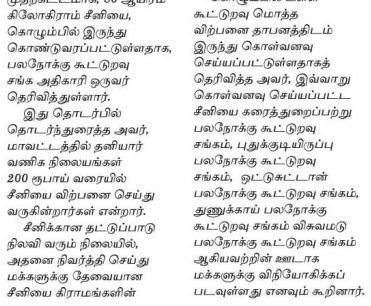 கிலோகிராம் சீனியை,
கொழும்பில் இருந்து
கொண்டுவரப்பட்டுள்ளதாக,
பலநோக்கு கூட்டுறவு
சங்க அதிகாரி ஒருவர்
தெரிவித்துள்ளார்.
இது தொடர்பில்
தொடர்ந்துரைத்த அவர்,
மாவட்டத்தில் தனியார்
வணிக நிலையங்கள்
200 ரூபாய் வரையில்
சீனியை விற்பனை செய்து
வருகின்றார்கள் என்றார்.
சீனிக்கான தட்டுப்பாடு
நிலவி வரும் நிலையில்,
அதனை நிவர்த்தி செய்து
மக்களுக்கு தேவையான
சீனியை கிராமங்களின்
கூட்டுறவு மொத்த
விற்பனை தாபனத்திடம்
இருந்து கொள்வனவு
செய்யப்பட்டுள்ளதாகத்
தெரிவித்த அவர், இவ்வாறு
கொள்வனவு செய்யப்பட்ட
சீனியை கரைத்துறைப்பற்று
பலநோக்கு கூட்டுறவு
சங்கம், புதுக்குடியிருப்பு
பலநோக்கு கூட்டுறவு
சங்கம், ஒட்டுசுட்டான்
பலநோக்கு கூட்டுறவு சங்கம்,
துணுக்காய் பலநோக்கு
கூட்டுறவு சங்கம் விசுவமடு
பலநோக்கு கூட்டுறவு சங்கம்
ஆகியவற்றின் ஊடாக
மக்களுக்கு விநியோகிக்கப்
படவுள்ளது எனவும் கூறினார்.